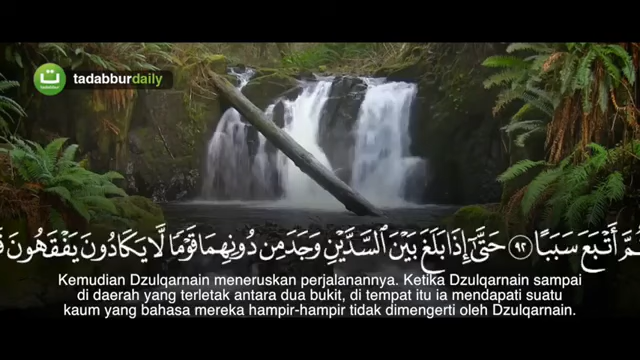 tadabburdaily
tadabbur
ثُمَّ أَتْبَعَ سَبَبًا ۝٩٢ حَتَّىٰٓ إِذَا بَلَغَ بَيْنَ ٱلسَّدَّيْنِ وَجَدَ مِن دُونِهِمَا قَوْمًا لَّا يَكَادُونَ يَفْقَهُونَ
Kemudian Dzulqarnain meneruskan perjalanannya. Ketika Dzulqarnain sampai
di daerah yang terletak antara dua bukit, di tempat itu ia mendapati suatu
kaum yang bahasa mereka hampir-hampir tidak dimengerti oleh Dzulqarnain.